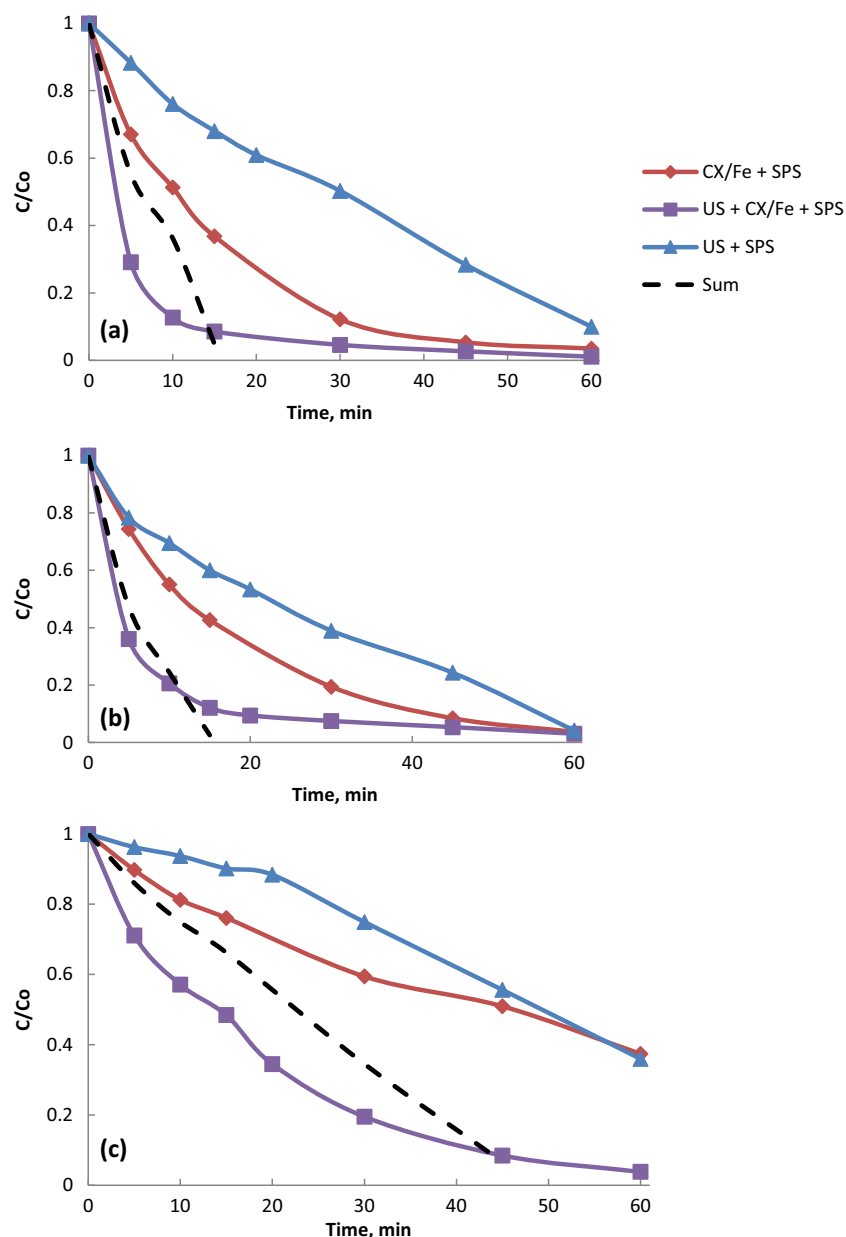 1
0.8
0.6
0.4
0.2
0
C/Co
(a)
0 10 20 30 40 50 60
Time, min
CX/Fe + SPS
US + CX/Fe + SPS
US + SPS
Sum
1
0.8
0.6
0.4
0.2
0
C/Co
(b)
0 20 40 60
Time, min
1
0.8
0.6
0.4
0.2
0
C/Co
(c)
0 10 20 30 40 50 60
Time, min